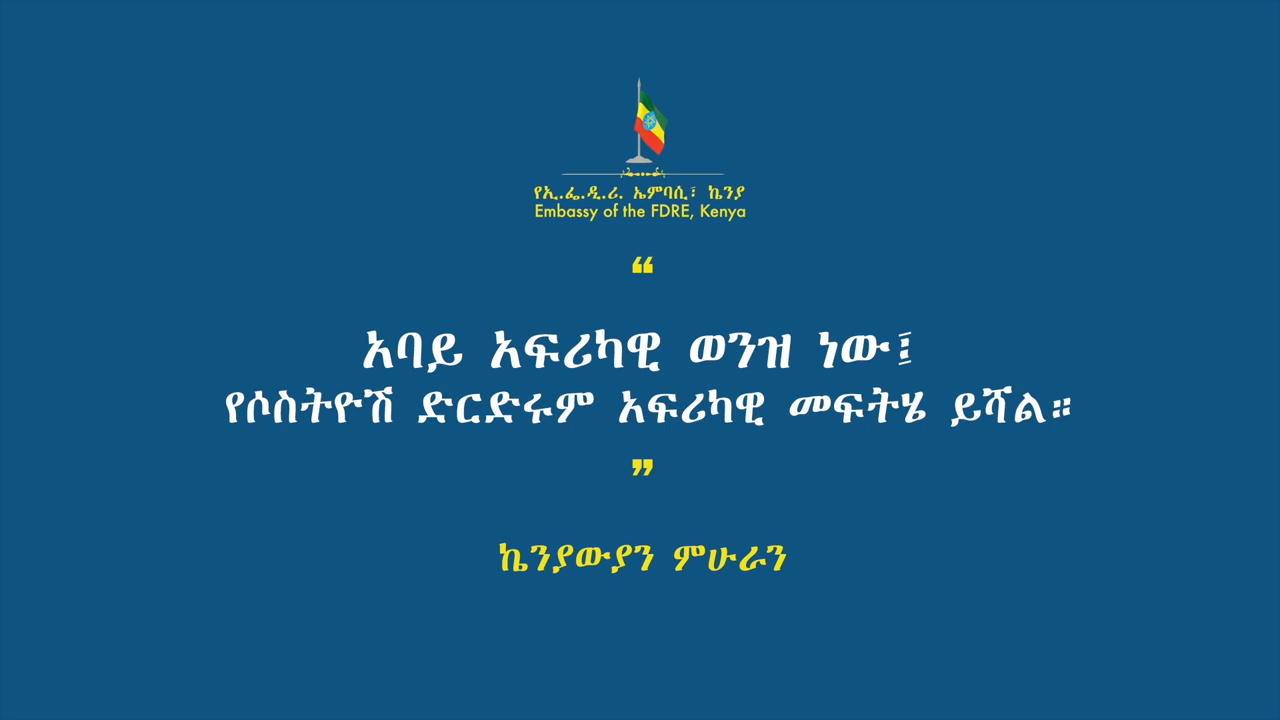 የኢ.ፌ.ዲ.ሪ. ኤምባሲ፣ ኬንያ
Embassy of the FDRE, Kenya
“
አባይ አፍሪካዊ ወንዝ ነው፤
የሶስትዮሽ ድርድሩም አፍሪካዊ መፍትሄ ይሻል።
”
ኬንያውያን ምሁራን